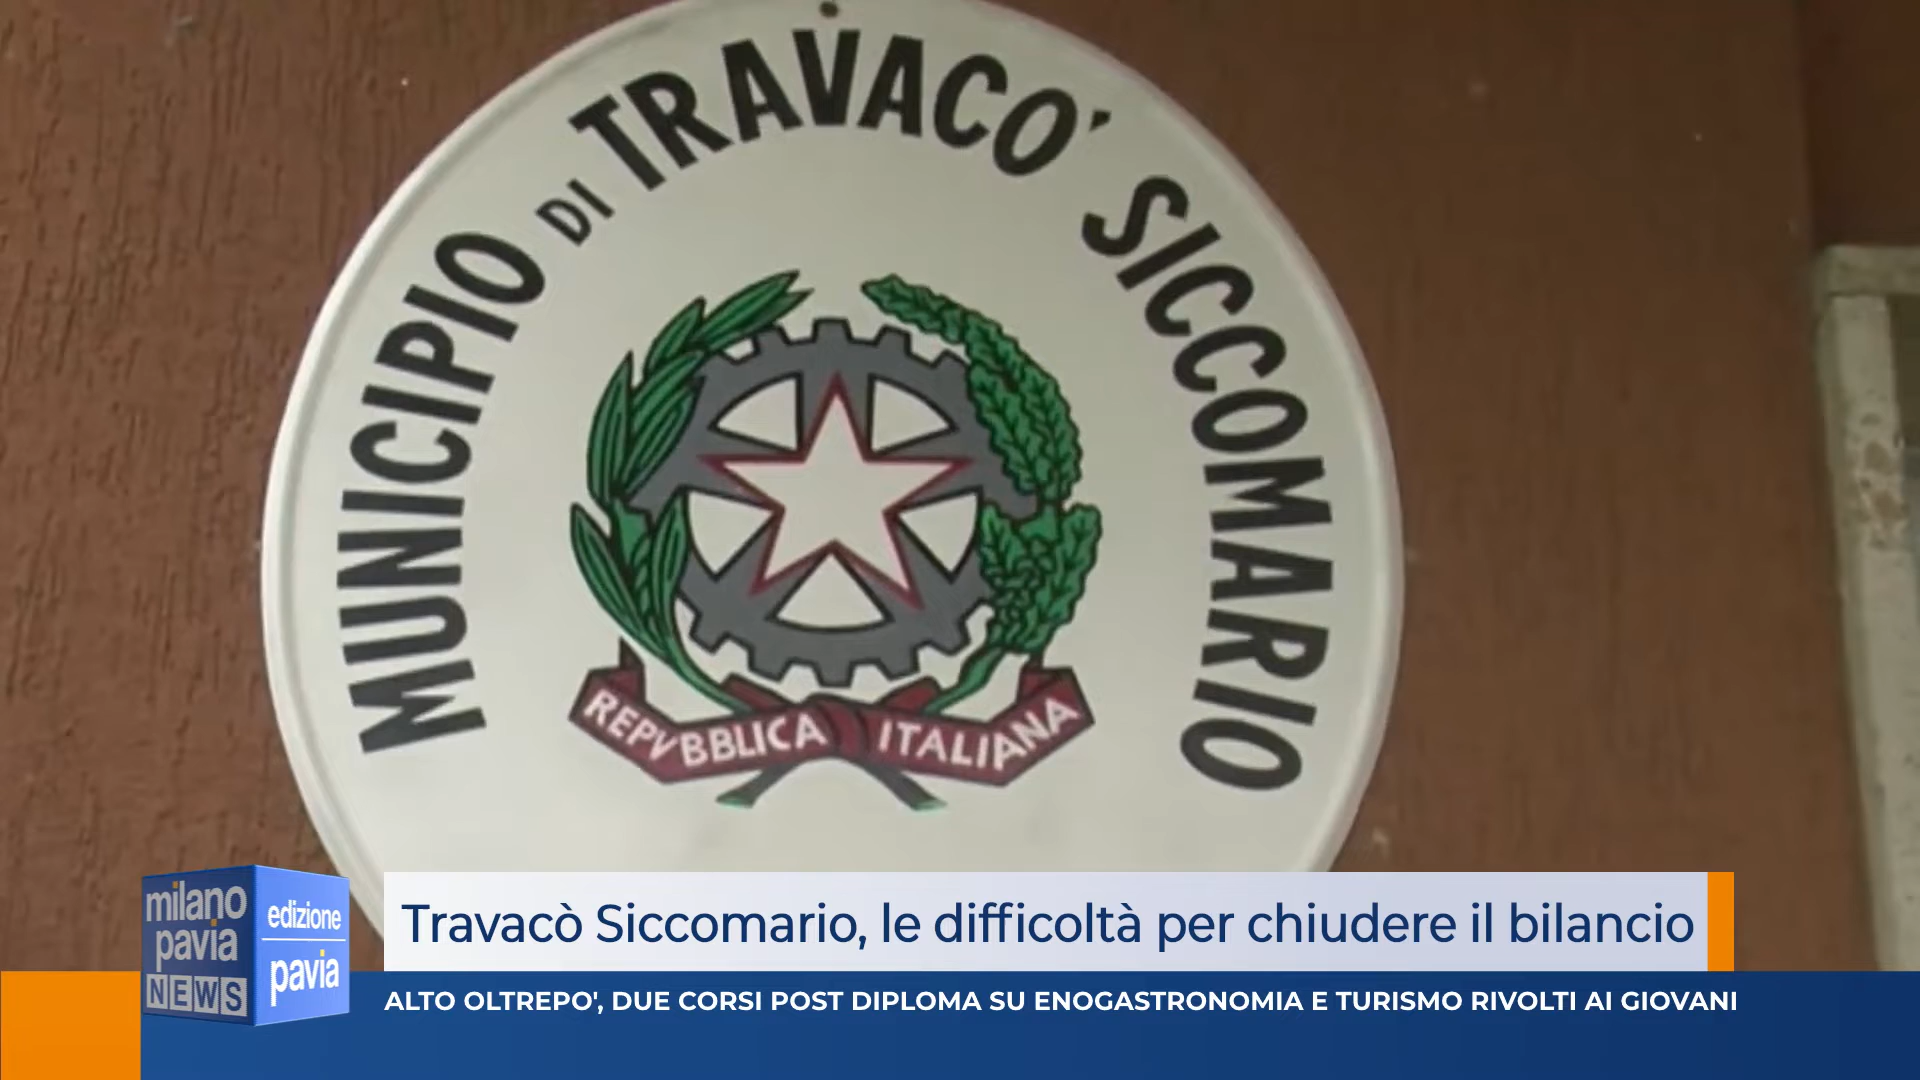 MUNICIPIO DI TRAVACO' SICCOMARIO
REPVBBLICA ITALIANA
Travacò Siccomario, le difficoltà per chiudere il bilancio
milano
pavia
NEWS
edizione
pavia
ALTO OLTREPO', DUE CORSI POST DIPLOMA SU ENOGASTRONOMIA E TURISMO RIVOLTI AI GIOVANI